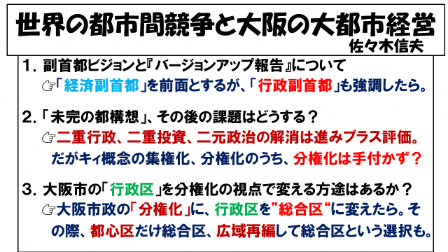 世界の都市間競争と大阪の大都市経営
佐々木信夫
1．副首都ビジョンと『バージョンアップ報告』について
☞「経済副首都」を前面とするが、「行政副首都」も強調したら。
2．「未完の都構想」、その後の課題はどうする？
☞二重行政、二重投資、二元政治の解消は進みプラス評価。
だがキィ概念の集権化、分権化のうち、分権化は手付かず？
3．大阪市の「行政区」を分権化の視点で変える方途はあるか？
☞大阪市政の「分権化」に、行政区を”総合区“に変えたら。そ
の際、都心区だけ総合区、広域再編して総合区という選択も。